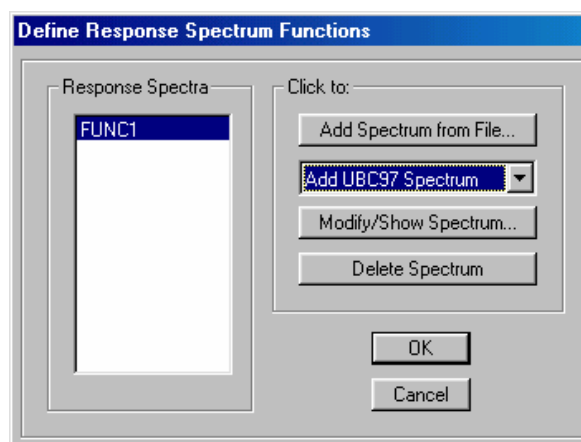 Define Response Spectrum Functions
Response Spectra
FUNC1
Click to:
Add Spectrum from File...
Add UBC97 Spectrum
Modify/Show Spectrum...
Delete Spectrum
OK
Cancel